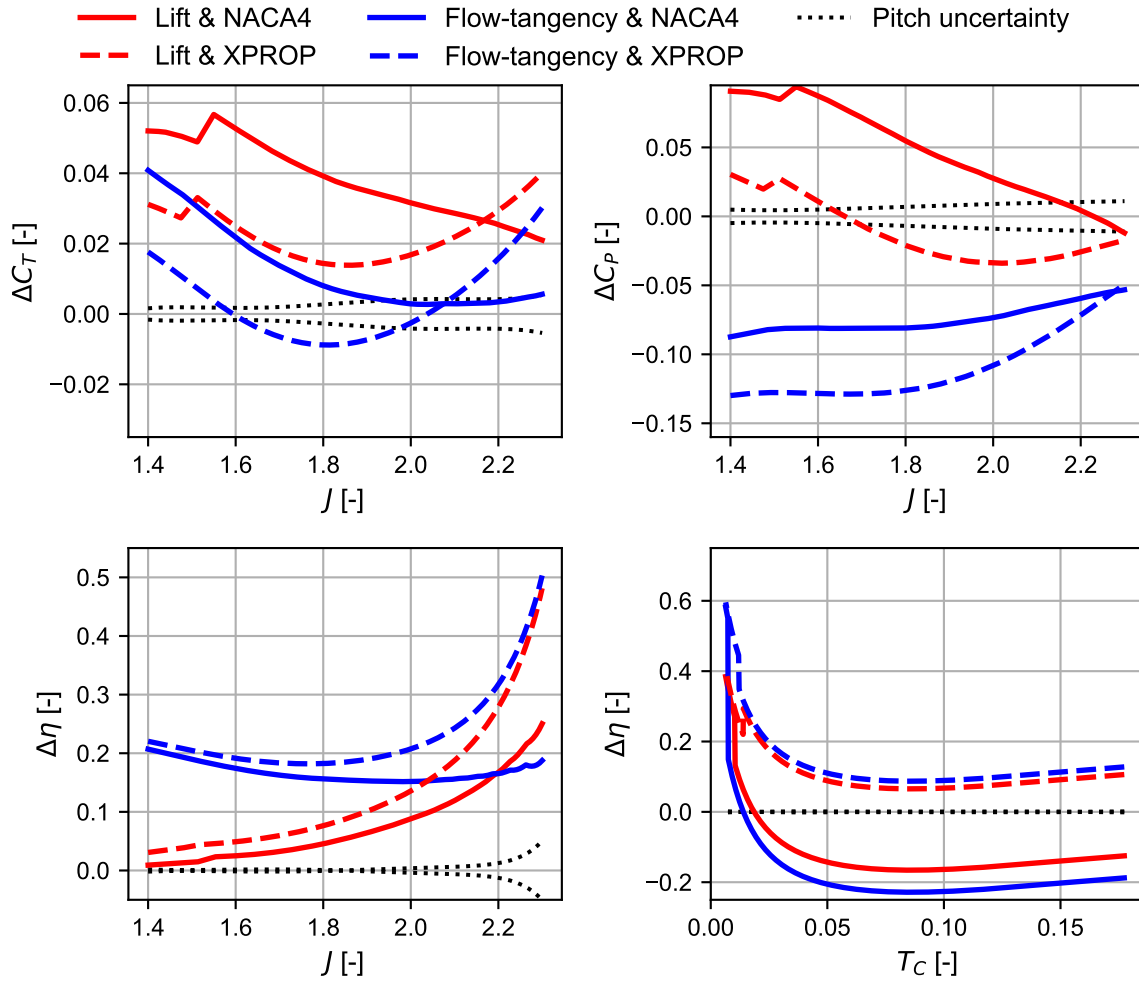 Lift & NACA4 Flow-tangency & NACA4 Pitch uncertainty
Lift & XPROP Flow-tangency & XPROP
0.06
0.04
0.02
0.00
−0.02
ΔC_T [-]
1.4 1.6 1.8 2.0 2.2
J [-]
0.05
0.00
−0.05
−0.10
−0.15
ΔC_P [-]
1.4 1.6 1.8 2.0 2.2
J [-]
0.5
0.4
0.3
0.2
0.1
0.0
Δη [-]
1.4 1.6 1.8 2.0 2.2
J [-]
0.6
0.4
0.2
0.0
−0.2
Δη [-]
0.00 0.05 0.10 0.15
T_C [-]